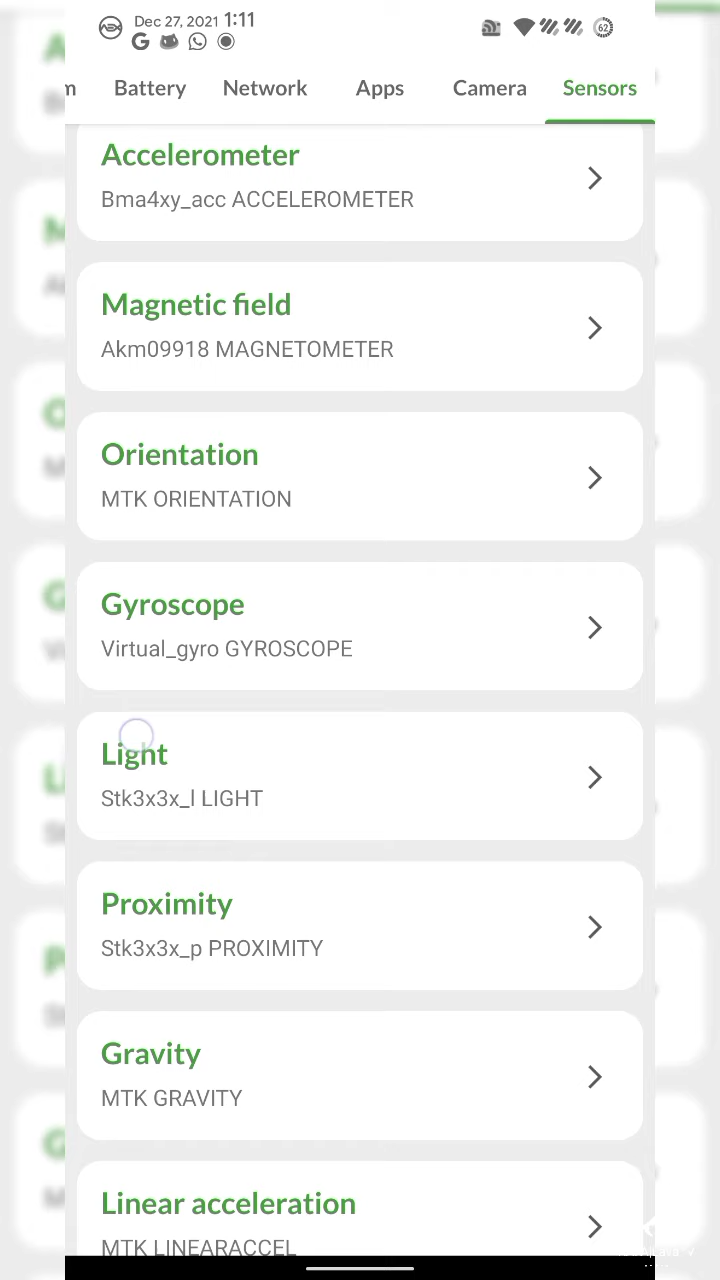 Dec 27, 2021 1:11
62
m Battery Network Apps Camera Sensors
Accelerometer
Bma4xy_acc ACCELEROMETER
Magnetic field
Akm09918 MAGNETOMETER
Orientation
MTK ORIENTATION
Gyroscope
Virtual_gyro GYROSCOPE
Light
Stk3x3x_l LIGHT
Proximity
Stk3x3x_p PROXIMITY
Gravity
MTK GRAVITY
Linear acceleration
MTK LINEARACCEL